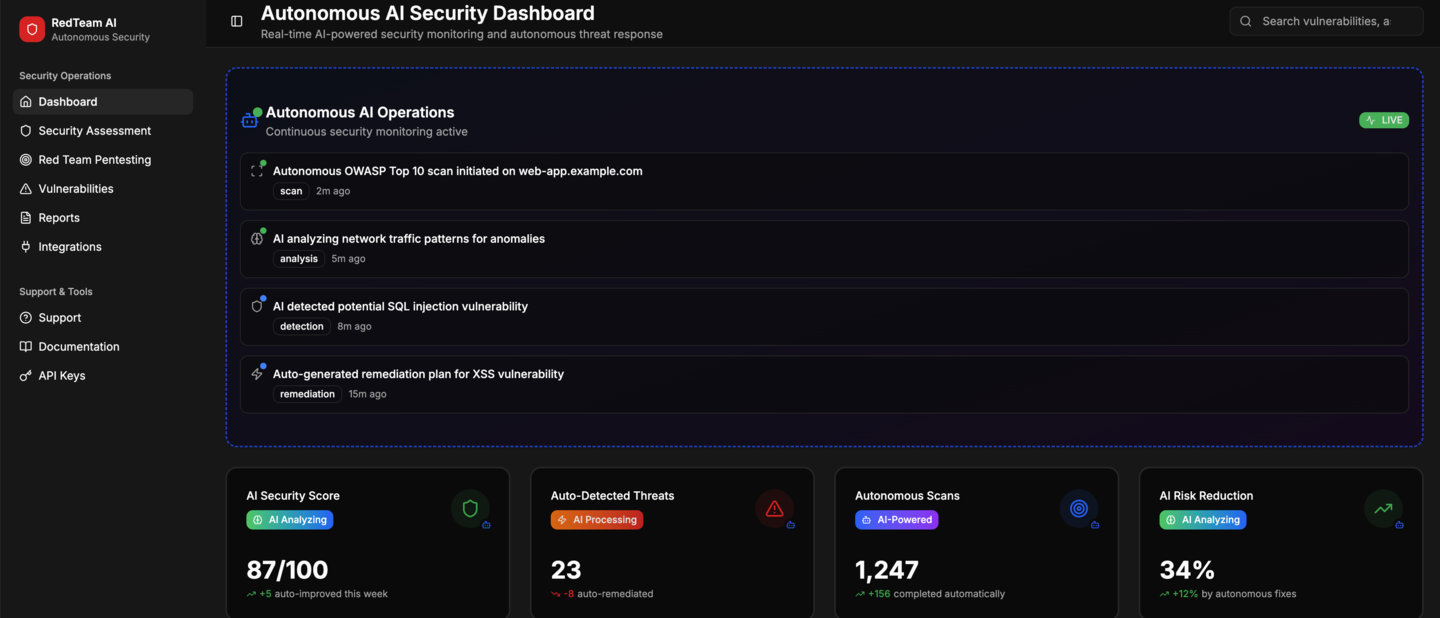 RedTeam AI
Autonomous Security
Security Operations
Dashboard
Security Assessment
Red Team Pentesting
Vulnerabilities
Reports
Integrations
Support & Tools
Support
Documentation
API Keys
Autonomous AI Security Dashboard
Real-time AI-powered security monitoring and autonomous threat response
Search vulnerabilities, a
Autonomous AI Operations
Continuous security monitoring active
LIVE
Autonomous OWASP Top 10 scan initiated on web-app.example.com
scan 2m ago
AI analyzing network traffic patterns for anomalies
analysis 5m ago
AI detected potential SQL injection vulnerability
detection 8m ago
Auto-generated remediation plan for XSS vulnerability
remediation 15m ago
AI Security Score
AI Analyzing
87/100
+5 auto-improved this week
Auto-Detected Threats
AI Processing
23
-8 auto-remediated
Autonomous Scans
AI-Powered
1,247
+156 completed automatically
AI Risk Reduction
AI Analyzing
34%
+12% by autonomous fixes